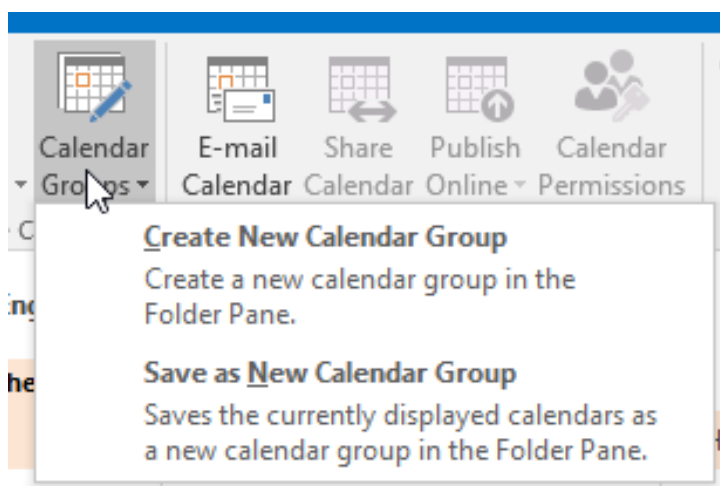 Calendar Groups
E-mail Calendar
Share Calendar
Publish Online
Calendar Permissions
Create New Calendar Group
Create a new calendar group in the
Folder Pane.
Save as New Calendar Group
Saves the currently displayed calendars as
a new calendar group in the Folder Pane.